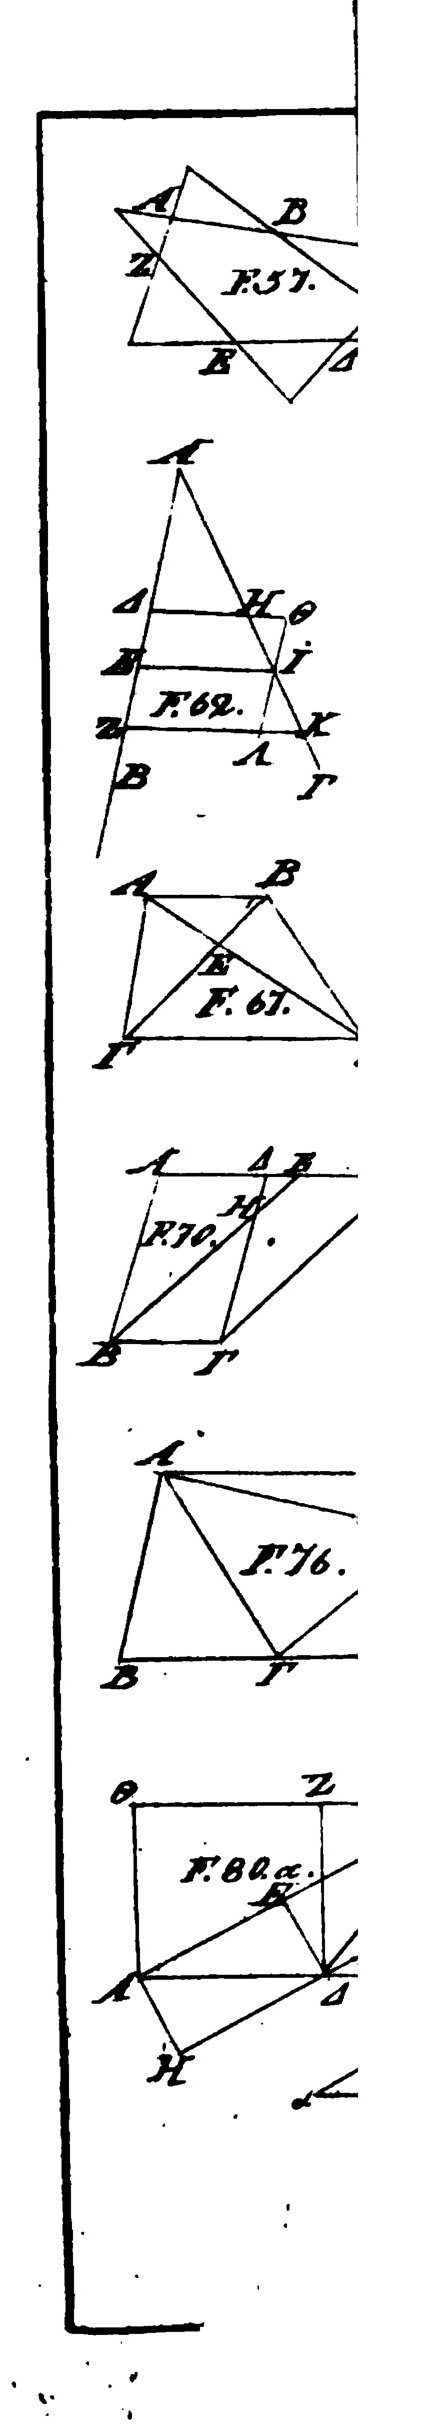 Α Β
Ζ F.57.
Ε Δ
Α
Δ Η Θ
Ε Ι
F.62.
Ζ Λ Κ
Β Γ
Α Β
Ε
F.67.
Γ
Α Δ Ε
Η
F.70.
Β Γ
Α
F.76.
Β Γ
Θ Ζ
F.80.α.
Ε
Α Δ
Η
α